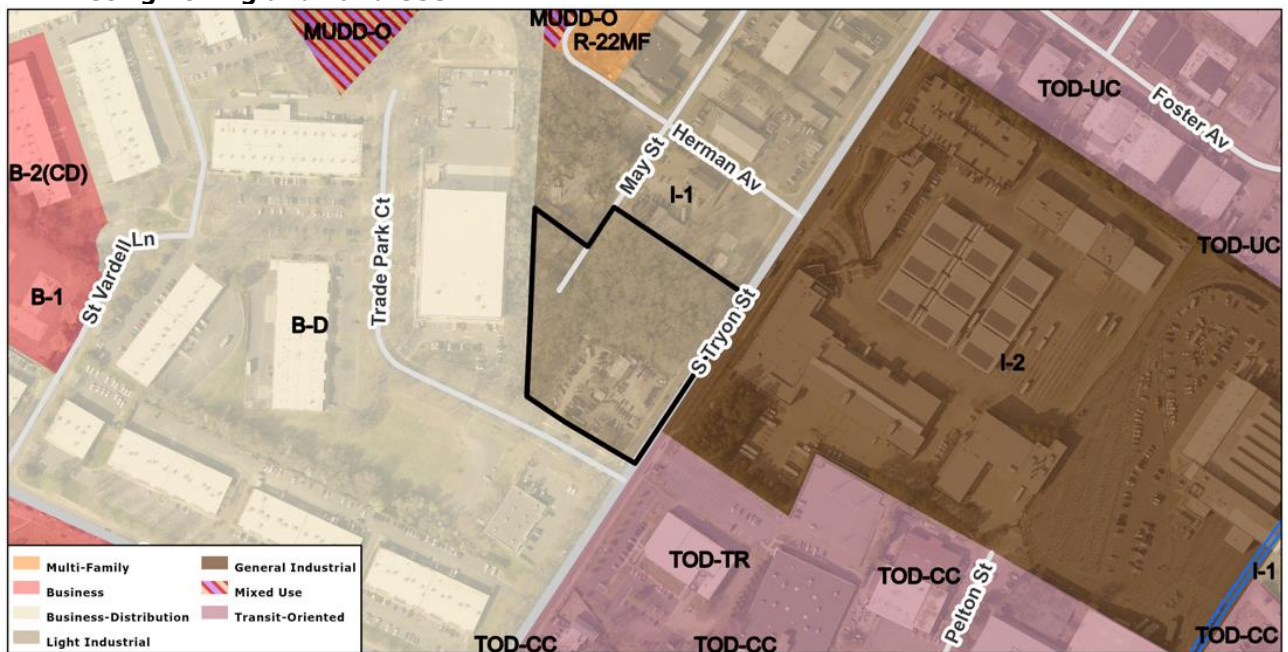 MUDD-O
MUDD-O
R-22MF
TOD-UC
Foster Av
B-2(CD)
May St
Herman Av
I-1
Trade Park Ct
St Vardell Ln
TOD-UC
B-1
B-D
S Tryon St
I-2
TOD-TR
TOD-CC
Pelton St
I-1
TOD-CC
TOD-CC
TOD-CC
Multi-Family
Business
Business-Distribution
Light Industrial
General Industrial
Mixed Use
Transit-Oriented